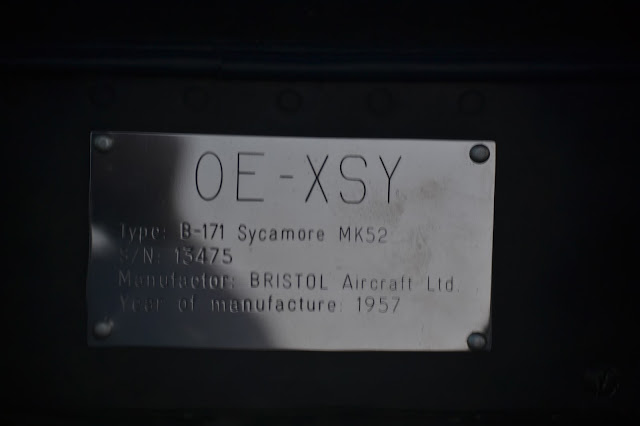 OE-XSY
Type: B-171 Sycamore MK52
S/N: 13475
Manufactor: BRISTOL Aircraft Ltd.
Year of manufacture: 1957